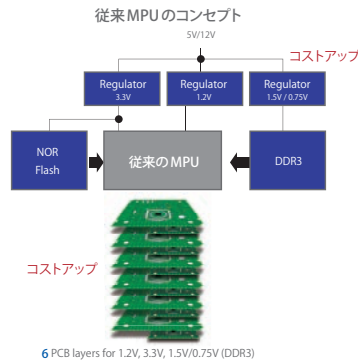 従来MPUのコンセプト
5V/12V
コストアップ
Regulator
3.3V
Regulator
1.2V
Regulator
1.5V / 0.75V
NOR
Flash
従来のMPU
DDR3
コストアップ
6 PCB layers for 1.2V, 3.3V, 1.5V/0.75V (DDR3)